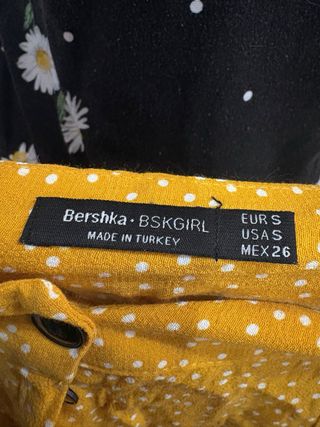 Bershka • BSKGIRL
MADE IN TURKEY
EUR S
USA S
MEX 26